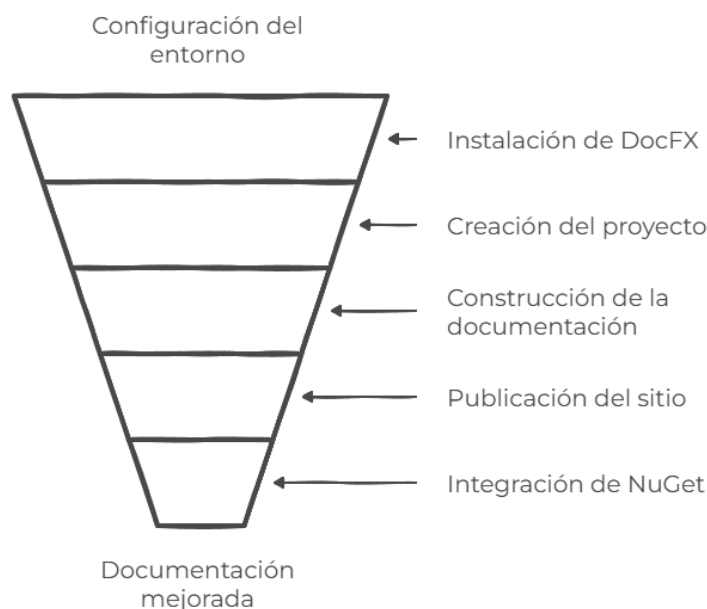 Configuración del
entorno
Instalación de DocFX
Creación del proyecto
Construcción de la
documentación
Publicación del sitio
Integración de NuGet
Documentación
mejorada